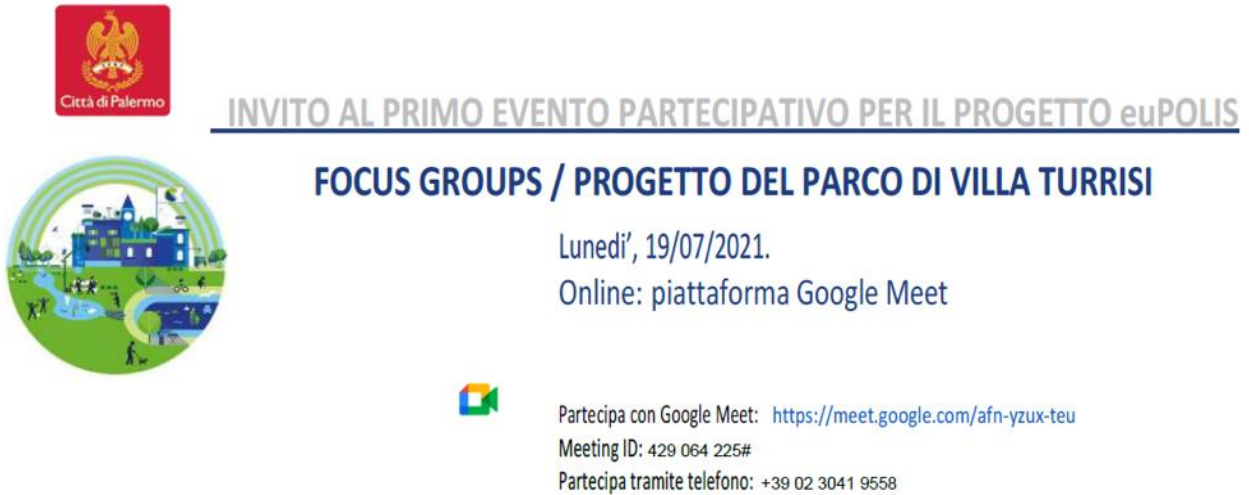 Città di Palermo
INVITO AL PRIMO EVENTO PARTECIPATIVO PER IL PROGETTO euPOLIS
FOCUS GROUPS / PROGETTO DEL PARCO DI VILLA TURRISI
Lunedi’, 19/07/2021.
Online: piattaforma Google Meet
Partecipa con Google Meet: https://meet.google.com/afn-yzux-teu
Meeting ID: 429 064 225#
Partecipa tramite telefono: +39 02 3041 9558